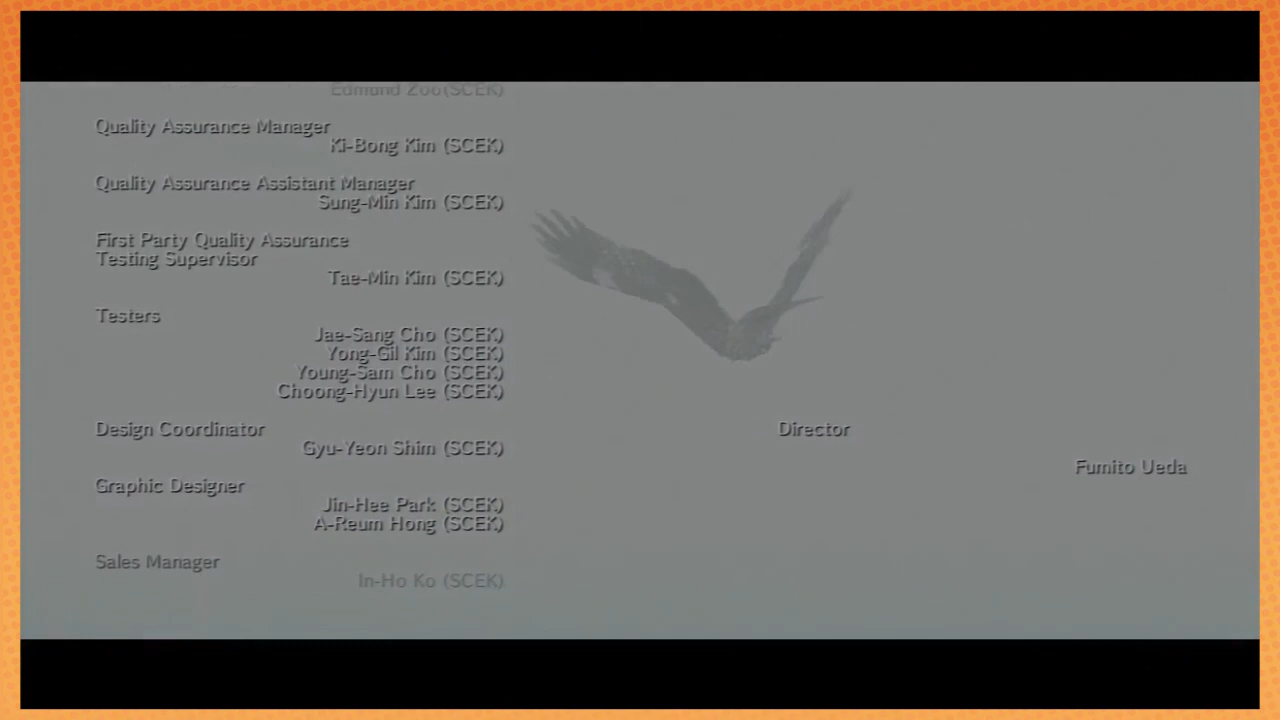 Edmund Zoo(SCEK)
Quality Assurance Manager
Ki-Bong Kim (SCEK)
Quality Assurance Assistant Manager
Sung-Min Kim (SCEK)
First Party Quality Assurance
Testing Supervisor
Tae-Min Kim (SCEK)
Testers
Jae-Sang Cho (SCEK)
Yong-Gil Kim (SCEK)
Young-Sam Cho (SCEK)
Choong-Hyun Lee (SCEK)
Design Coordinator
Gyu-Yeon Shim (SCEK)
Graphic Designer
Jin-Hee Park (SCEK)
A-Reum Hong (SCEK)
Sales Manager
In-Ho Ko (SCEK)
Director
Fumito Ueda